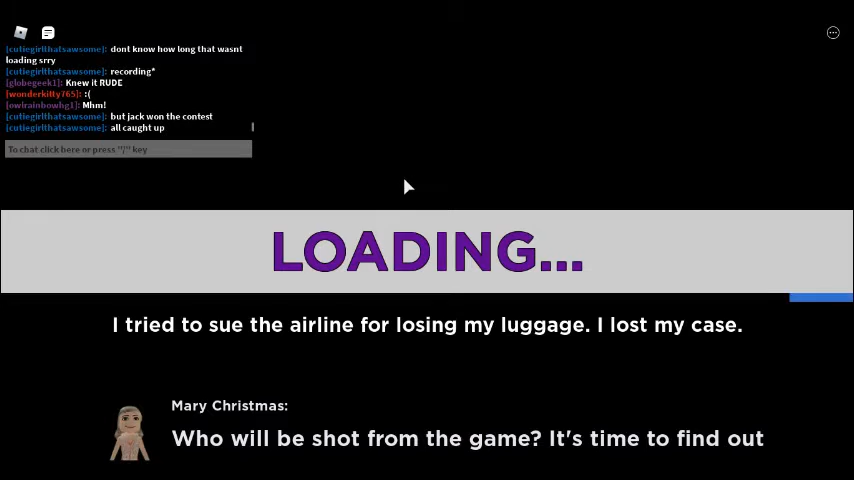 [cutiegirlthatsawsome]: dont know how long that wasnt
loading srry
[cutiegirlthatsawsome]: recording*
[globegeek1]: Knew it RUDE
[wonderkitty765]: :(
[owlrainbowhg1]: Mhm!
[cutiegirlthatsawsome]: but jack won the contest
[cutiegirlthatsawsome]: all caught up
To chat click here or press "/" key
LOADING...
I tried to sue the airline for losing my luggage. I lost my case.
Mary Christmas:
Who will be shot from the game? It's time to find out